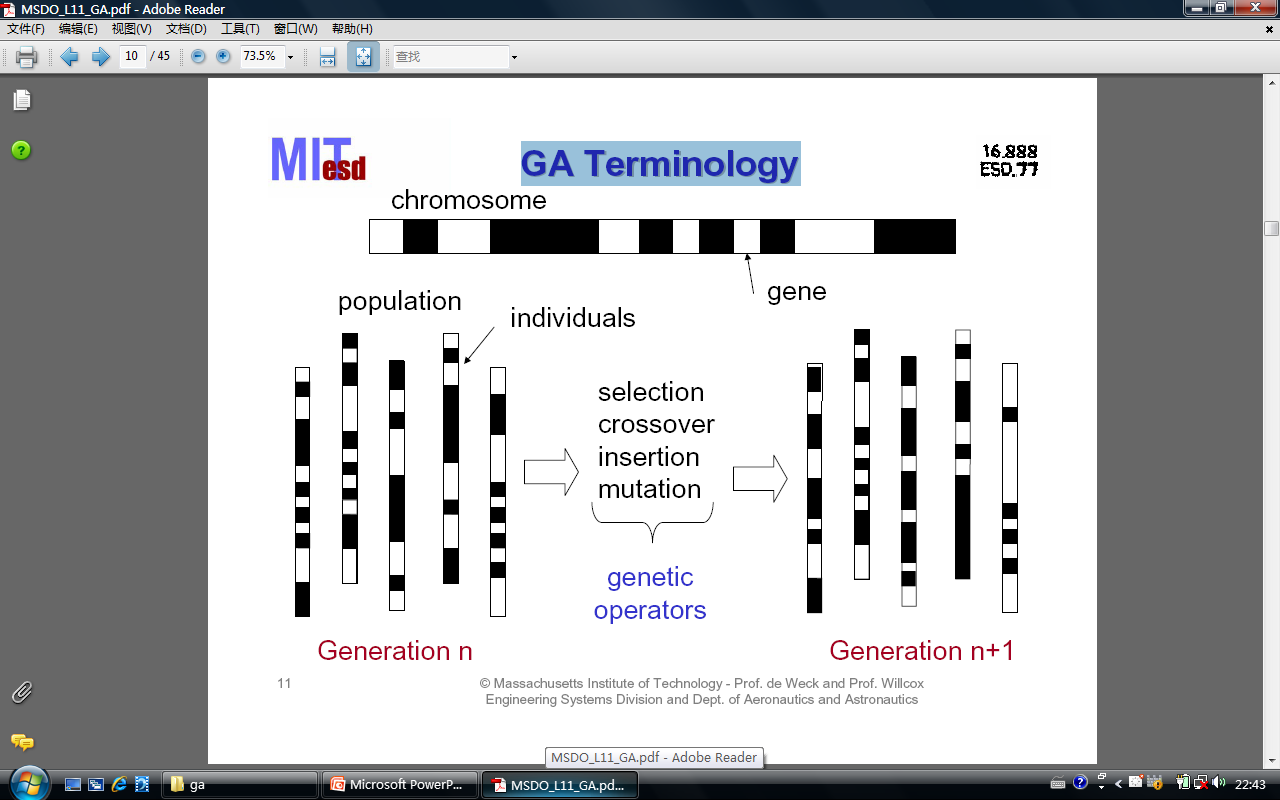 MSDO_L11_GA.pdf - Adobe Reader
文件(F) 编辑(E) 视图(V) 文档(D) 工具(T) 窗口(W) 帮助(H)
10 / 45 73.5% 查找
MIT esd
GA Terminology
16.888
ESD.77
chromosome
gene
population
individuals
selection
crossover
insertion
mutation
genetic
operators
Generation n
Generation n+1
11
© Massachusetts Institute of Technology - Prof. de Weck and Prof. Willcox
Engineering Systems Division and Dept. of Aeronautics and Astronautics
MSDO_L11_GA.pdf - Adobe Reader
ga
Microsoft PowerP...
MSDO_L11_GA.pd...
22:43